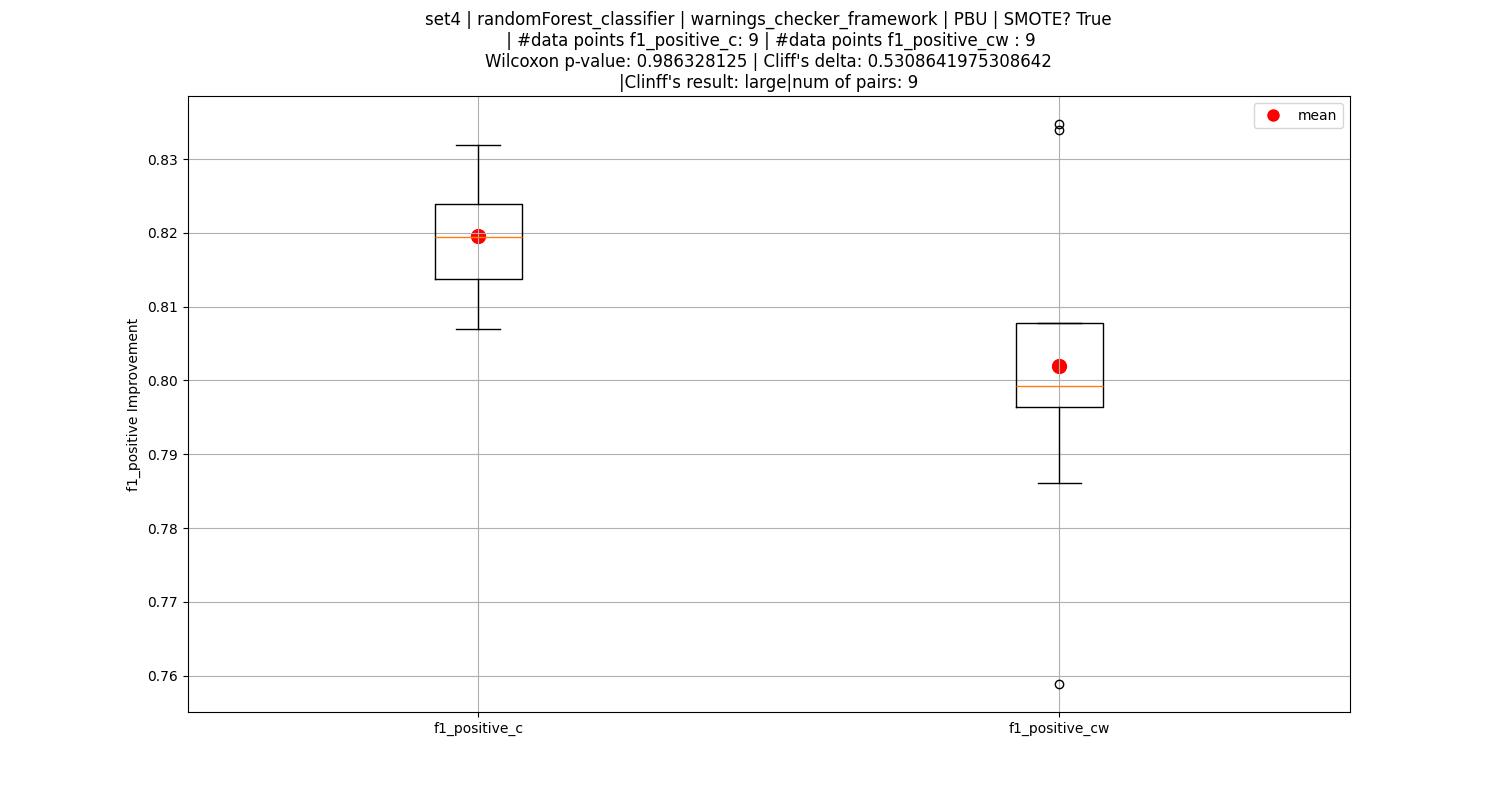 set4 | randomForest_classifier | warnings_checker_framework | PBU | SMOTE? True
| #data points f1_positive_c: 9 | #data points f1_positive_cw : 9
Wilcoxon p-value: 0.986328125 | Cliff's delta: 0.5308641975308642
|Clinff's result: large|num of pairs: 9
mean
0.83
0.82
0.81
0.80
0.79
0.78
0.77
0.76
f1_positive Improvement
f1_positive_c
f1_positive_cw